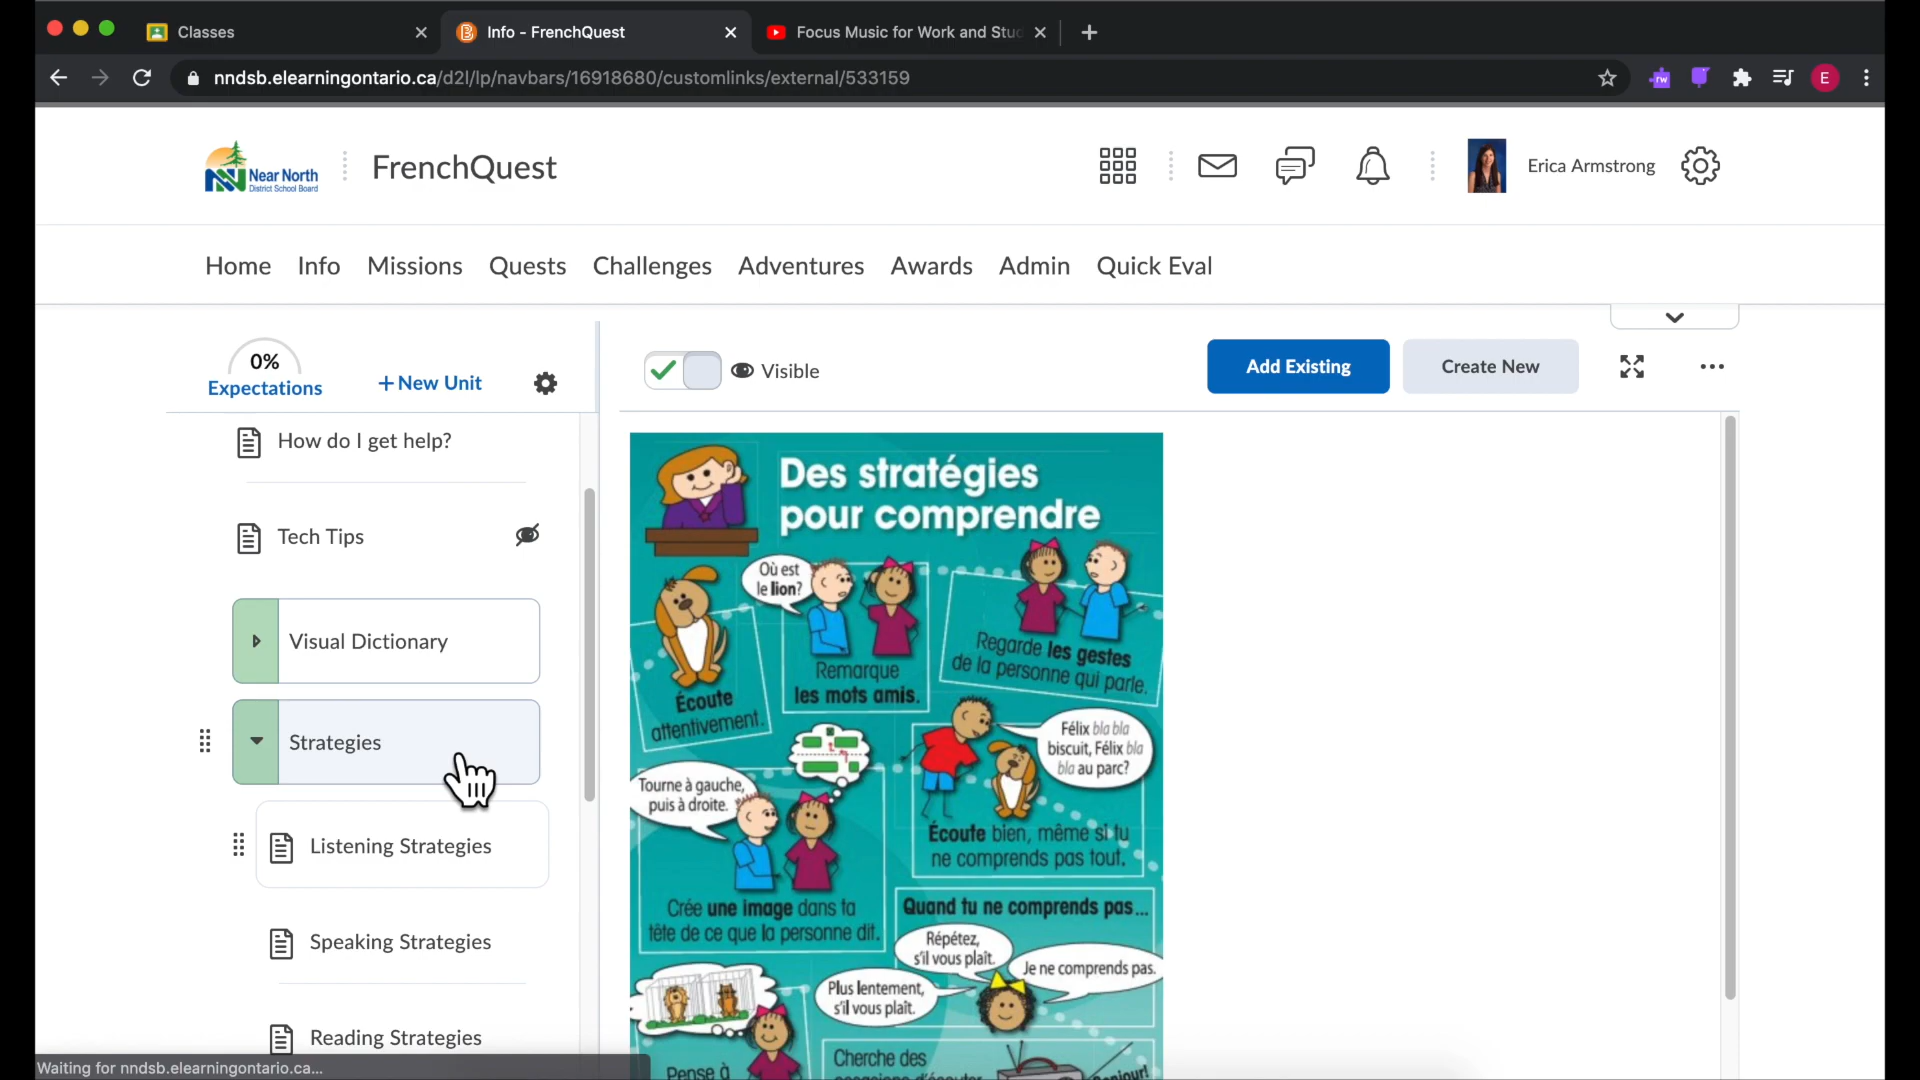 Classes
Info - FrenchQuest
Focus Music for Work and Stu
nndsb.elearningontario.ca/d2l/lp/navbars/16918680/customlinks/external/533159
rw
E
Near North
District School Board
FrenchQuest
Erica Armstrong
Home Info Missions Quests Challenges Adventures Awards Admin Quick Eval
0%
Expectations
+ New Unit
Visible
Add Existing
Create New
How do I get help?
Tech Tips
Visual Dictionary
Strategies
Listening Strategies
Speaking Strategies
Reading Strategies
Des stratégies
pour comprendre
Où est
le lion?
Écoute
attentivement.
Remarque
les mots amis.
Regarde les gestes
de la personne qui parle.
Félix bla bla
biscuit, Félix bla
bla au parc?
Tourne à gauche,
puis à droite.
Écoute bien, même si tu
ne comprends pas tout.
Crée une image dans ta
tête de ce que la personne dit.
Quand tu ne comprends pas...
Répétez,
s'il vous plaît.
Je ne comprends pas.
Plus lentement,
s'il vous plaît.
Pense à
Cherche des
Bonjour!
Waiting for nndsb.elearningontario.ca...